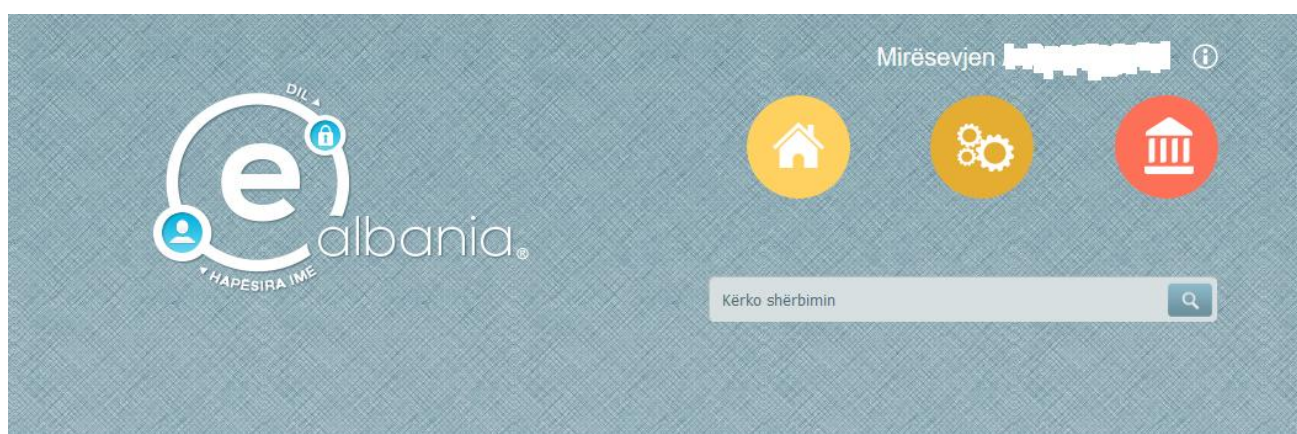 Mirësevjen
DIL
e
albania®
HAPËSIRA IME
Kërko shërbimin